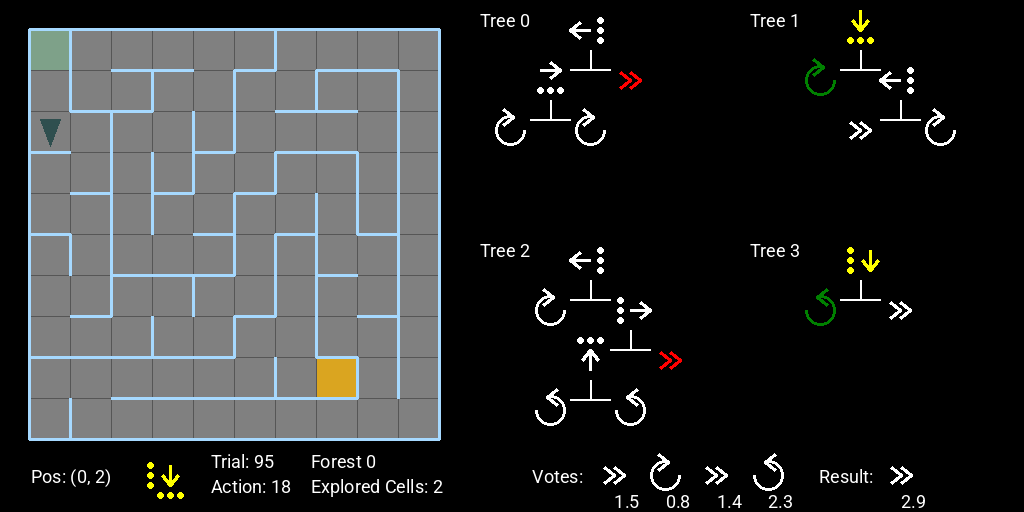 Tree 0
Tree 1
Tree 2
Tree 3
Pos: (0, 2)
Trial: 95
Forest 0
Action: 18
Explored Cells: 2
Votes:
1.5
0.8
1.4
2.3
Result:
2.9